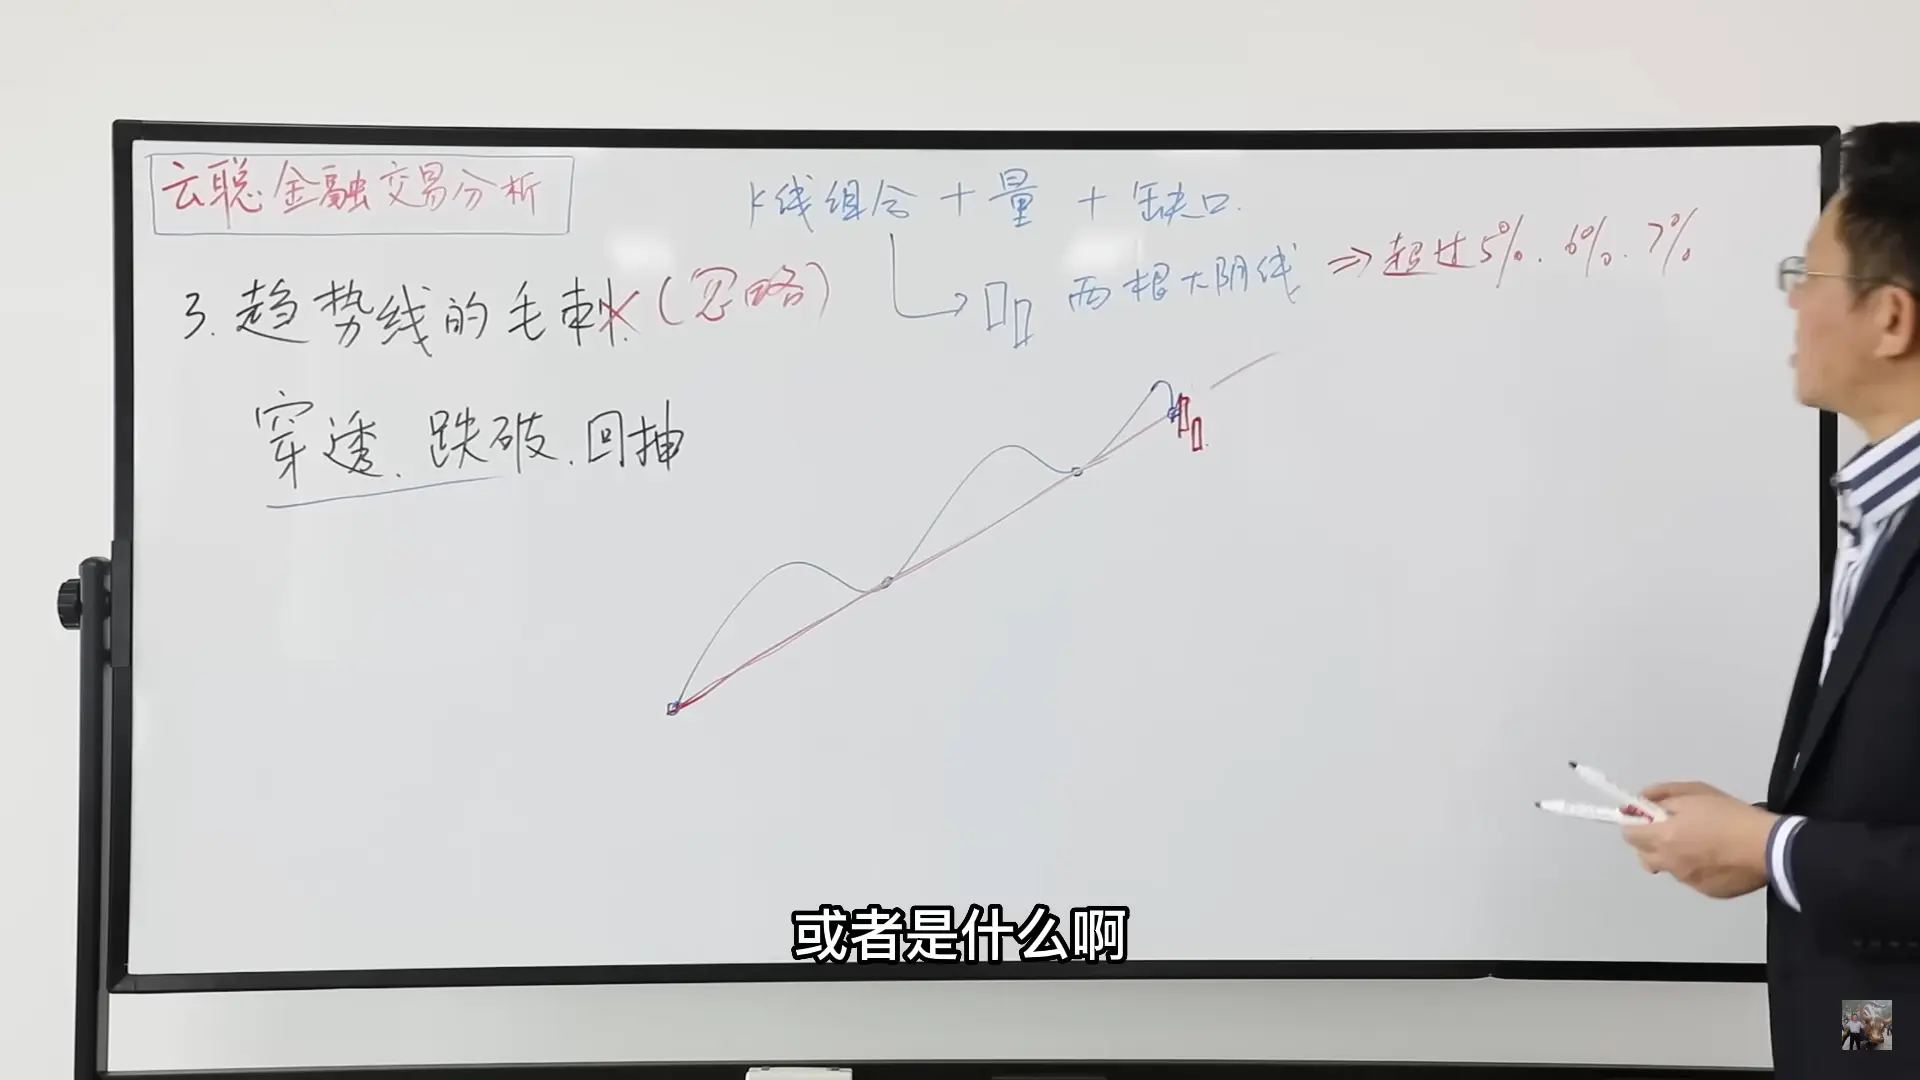 云聪:金融交易分析
K线组合 + 量 + 缺口.
两根大阴线 ⇒ 超过5%. 6%. 7%
3. 趋势线的毛刺. (忽略)
穿透. 跌破. 回抽
或者是什么啊